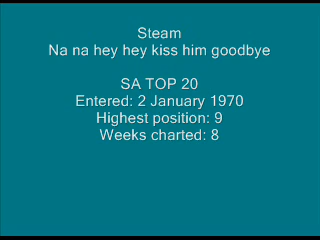 Steam
Na na hey hey kiss him goodbye
SA TOP 20
Entered: 2 January 1970
Highest position: 9
Weeks charted: 8